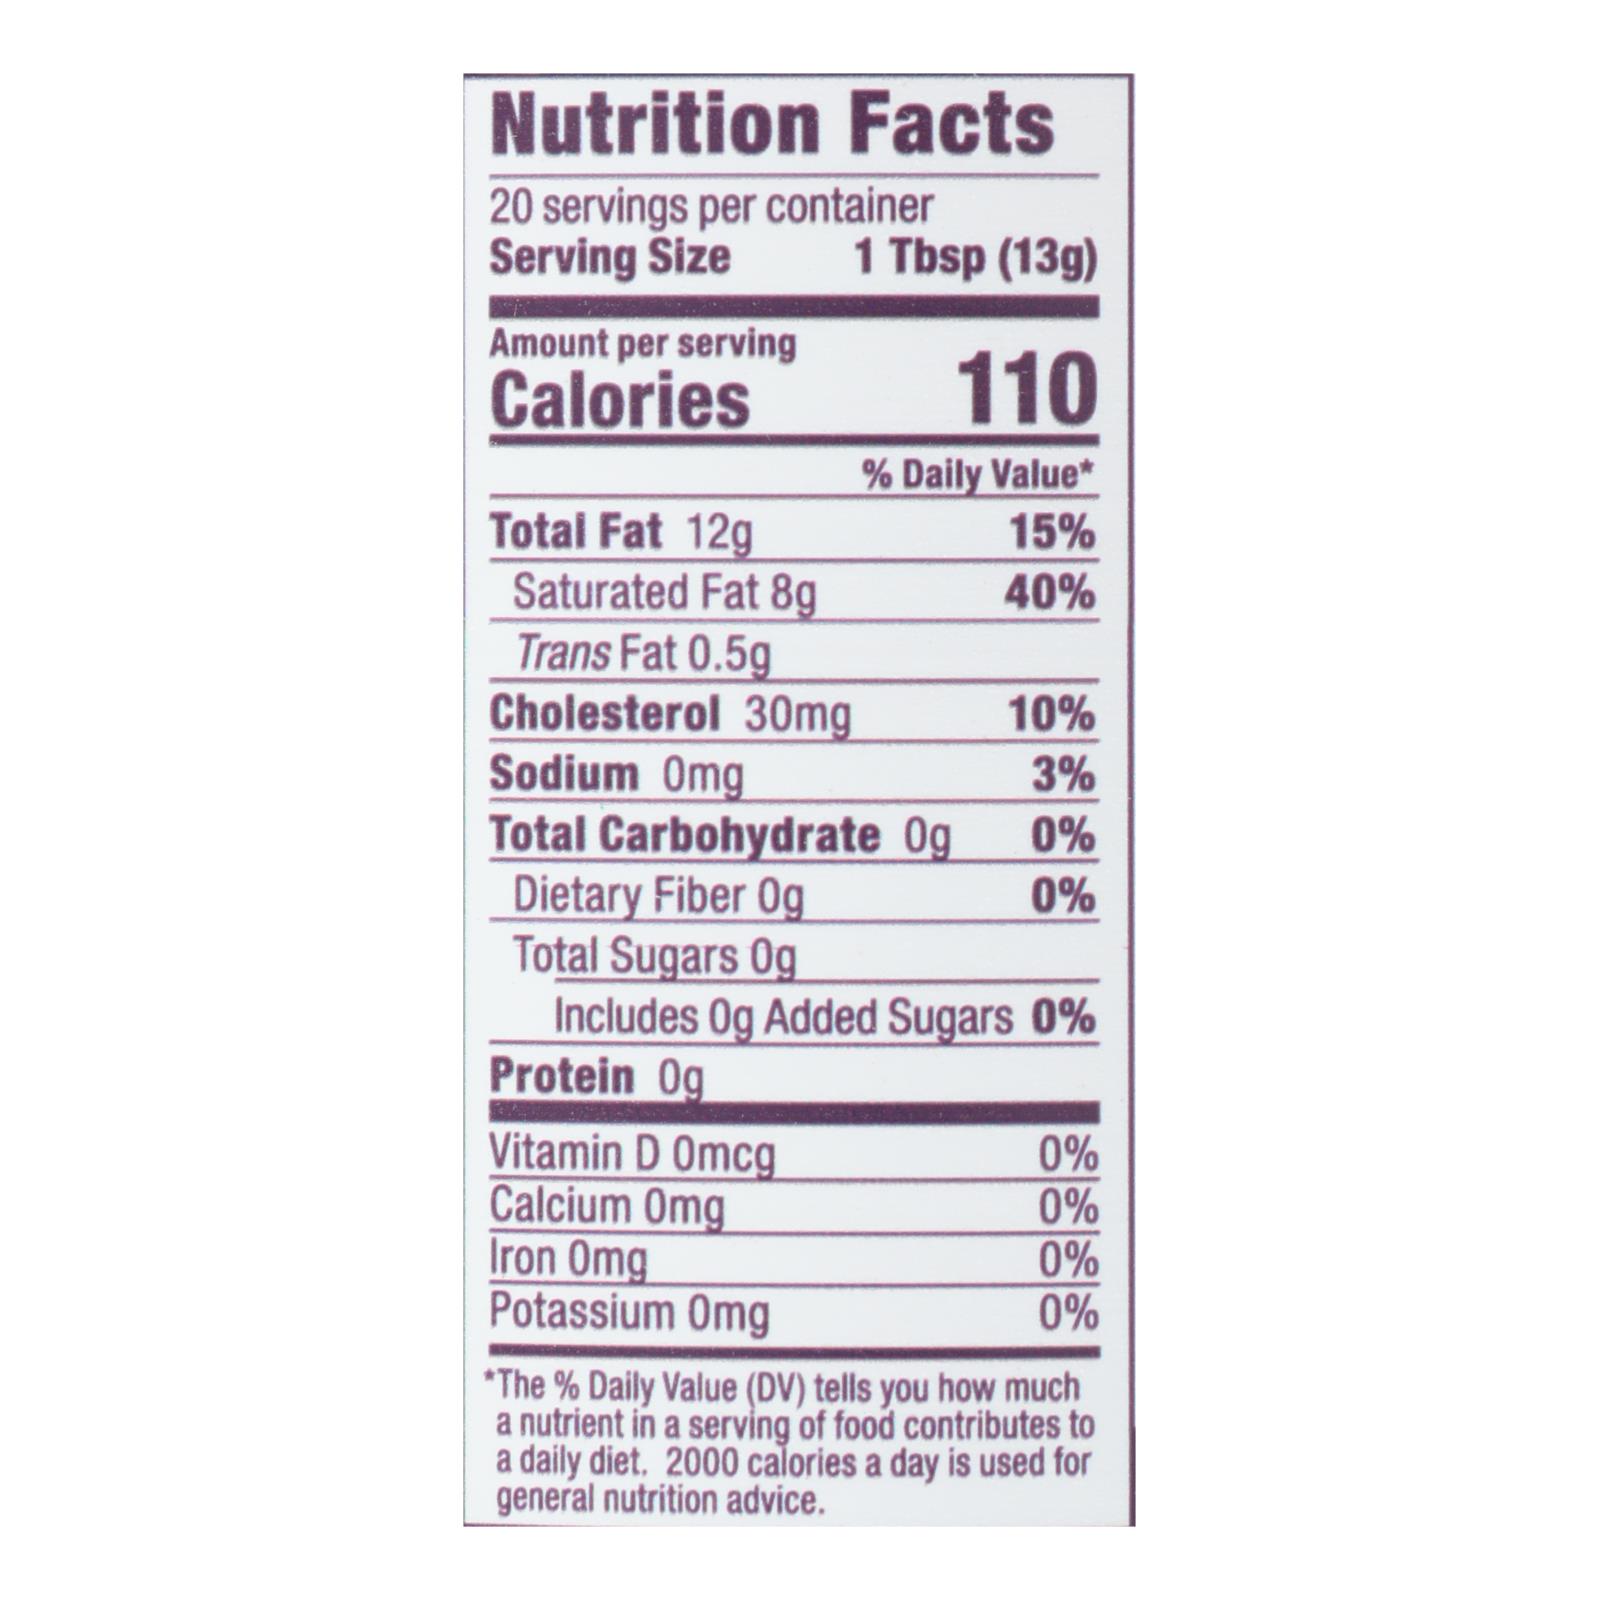 Nutrition Facts
20 servings per container
Serving Size 1 Tbsp (13g)
Amount per serving
Calories 110
% Daily Value*
Total Fat 12g 15%
Saturated Fat 8g 40%
Trans Fat 0.5g
Cholesterol 30mg 10%
Sodium 0mg 3%
Total Carbohydrate 0g 0%
Dietary Fiber 0g 0%
Total Sugars 0g
Includes 0g Added Sugars 0%
Protein 0g
Vitamin D 0mcg 0%
Calcium 0mg 0%
Iron 0mg 0%
Potassium 0mg 0%
*The % Daily Value (DV) tells you how much
a nutrient in a serving of food contributes to
a daily diet. 2000 calories a day is used for
general nutrition advice.